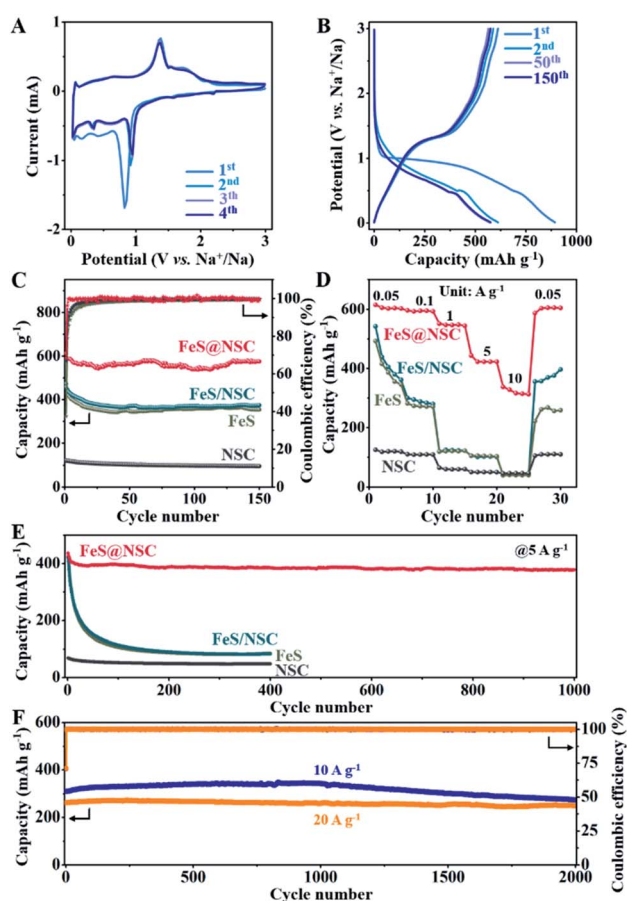 A
Current (mA)
1
0
-1
-2
1st
2nd
3th
4th
0 1 2 3
Potential (V vs. Na+/Na)
B
Potential (V vs. Na+/Na)
3
2
1
0
1st
2nd
50th
150th
0 250 500 750 1000
Capacity (mAh g-1)
C
Capacity (mAh g-1)
800
600
400
200
0
FeS@NSC
FeS/NSC
FeS
NSC
100
80
60
40
20
0
Coulombic efficiency (%)
0 50 100 150
Cycle number
D
Capacity (mAh g-1)
600
400
200
0
Unit: A g-1
0.05 0.1 1 5 10 0.05
FeS@NSC
FeS/NSC
FeS
NSC
0 10 20 30
Cycle number
E
Capacity (mAh g-1)
400
200
0
FeS@NSC
@5 A g-1
FeS/NSC
FeS
NSC
0 200 400 600 800 1000
Cycle number
F
Capacity (mAh g-1)
600
400
200
0
10 A g-1
20 A g-1
100
75
50
25
0
Coulombic efficiency (%)
0 500 1000 1500 2000
Cycle number